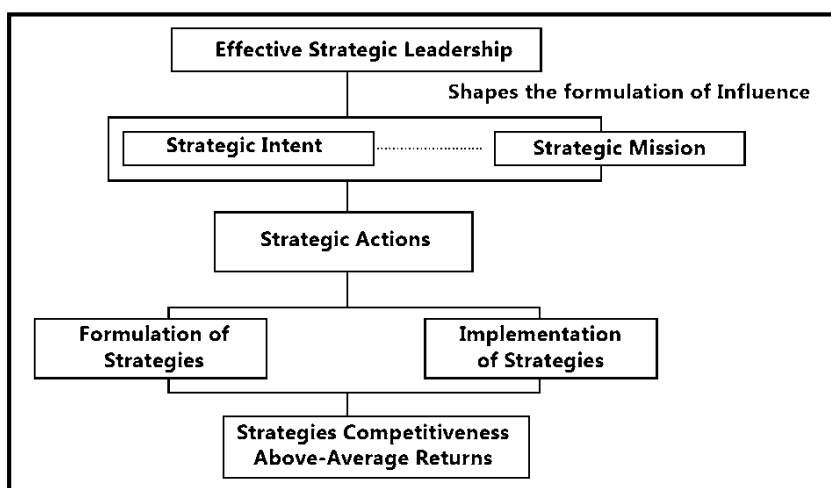 Effective Strategic Leadership
Shapes the formulation of Influence
Strategic Intent
Strategic Mission
Strategic Actions
Formulation of
Strategies
Implementation
of Strategies
Strategies Competitiveness
Above-Average Returns